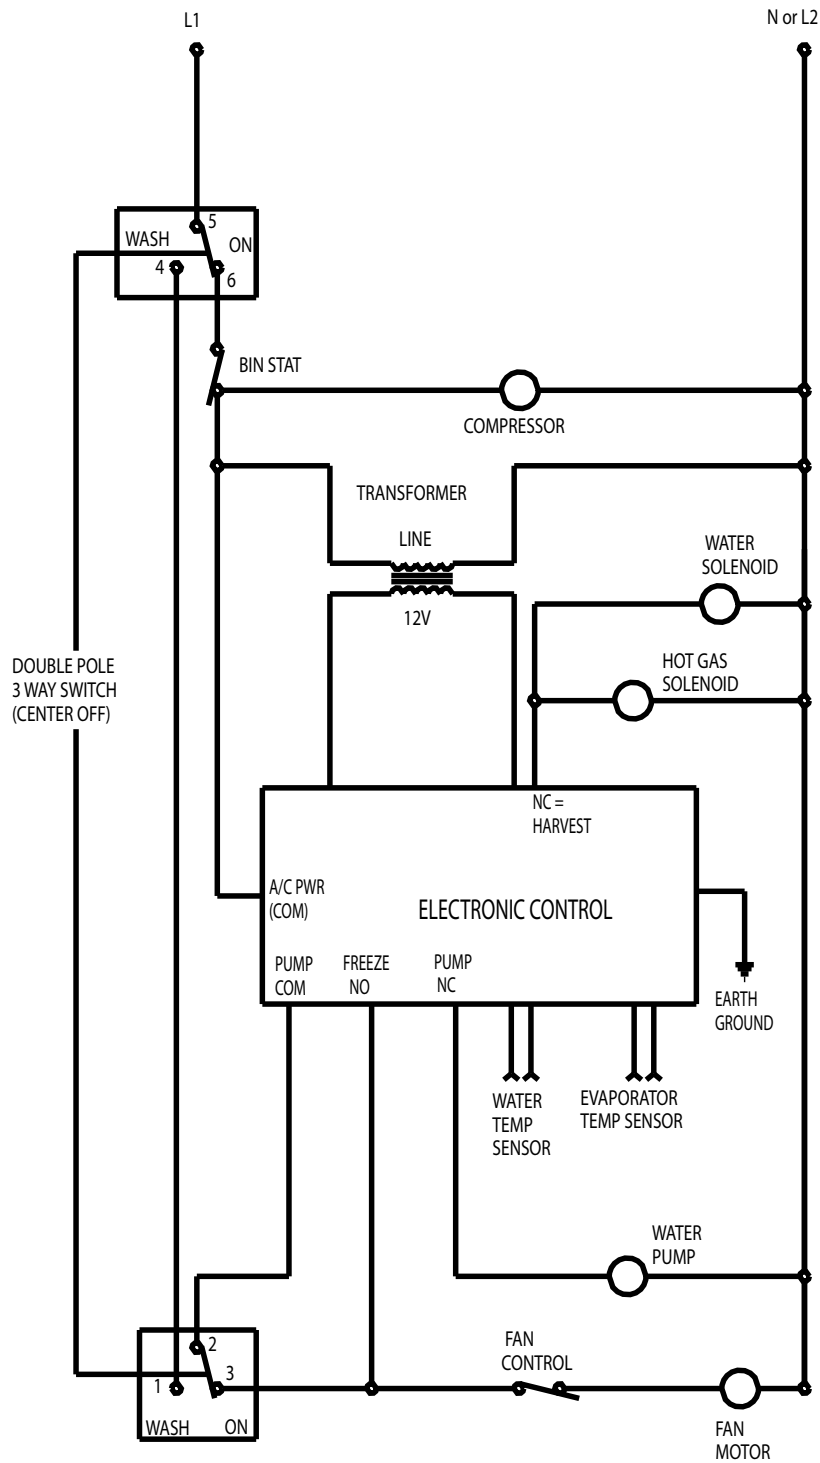 L1
N or L2
5
WASH
ON
4
6
BIN STAT
COMPRESSOR
TRANSFORMER
LINE
12V
WATER
SOLENOID
HOT GAS
SOLENOID
DOUBLE POLE
3 WAY SWITCH
(CENTER OFF)
NC =
HARVEST
A/C PWR
(COM)
ELECTRONIC CONTROL
PUMP
COM
FREEZE
NO
PUMP
NC
EARTH
GROUND
WATER
TEMP
SENSOR
EVAPORATOR
TEMP SENSOR
WATER
PUMP
2
3
1
WASH
ON
FAN
CONTROL
FAN
MOTOR